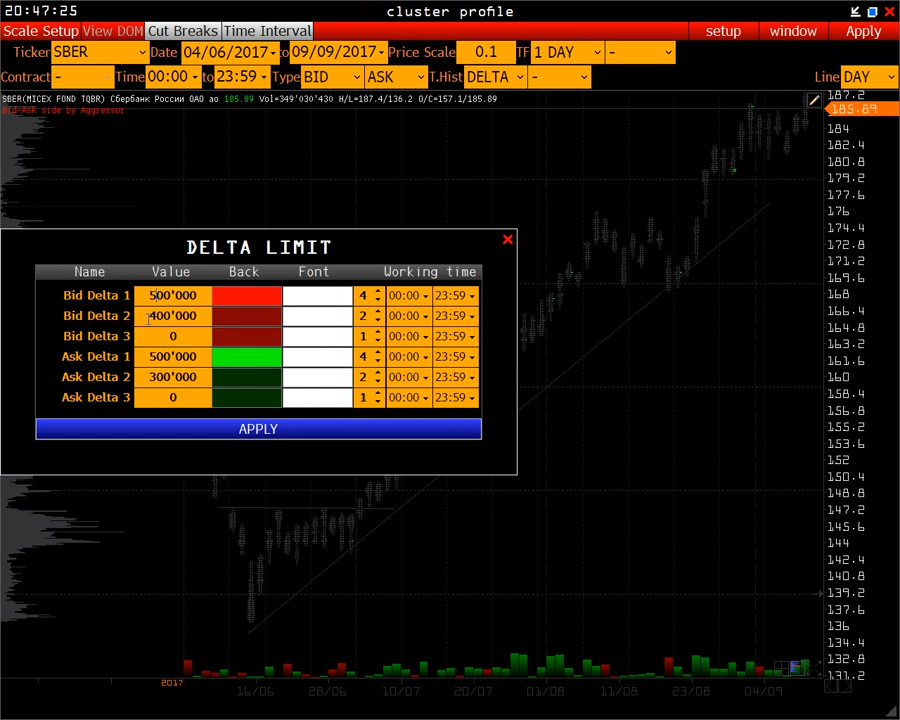 20:47:25 cluster profile
Scale Setup View DOM Cut Breaks Time Interval setup window Apply
Ticker SBER Date 04/06/2017 to 09/09/2017 Price Scale 0.1 TF 1 DAY -
Contract - Time 00:00 to 23:59 Type BID ASK T.Hist DELTA - Line DAY
SBER(MICEX FOND TQBR) Сбербанк России ОАО ао 185.89 Vol=349'030'430 H/L=187.4/136.2 O/C=157.1/185.89
Bid-Ask side by Aggressor
187.2
185.89
184
182.4
180.8
179.2
177.6
176
174.4
172.8
171.2
169.6
168
166.4
164.8
163.2
161.6
160
158.4
156.8
155.2
153.6
152
150.4
148.8
147.2
145.6
144
142.4
140.8
139.2
137.6
136
134.4
132.8
131.2
DELTA LIMIT
Name Value Back Font Working time
Bid Delta 1 500'000 4 00:00 23:59
Bid Delta 2 400'000 2 00:00 23:59
Bid Delta 3 0 1 00:00 23:59
Ask Delta 1 500'000 4 00:00 23:59
Ask Delta 2 300'000 2 00:00 23:59
Ask Delta 3 0 1 00:00 23:59
APPLY
2017 16/06 28/06 10/07 20/07 01/08 11/08 23/08 04/09